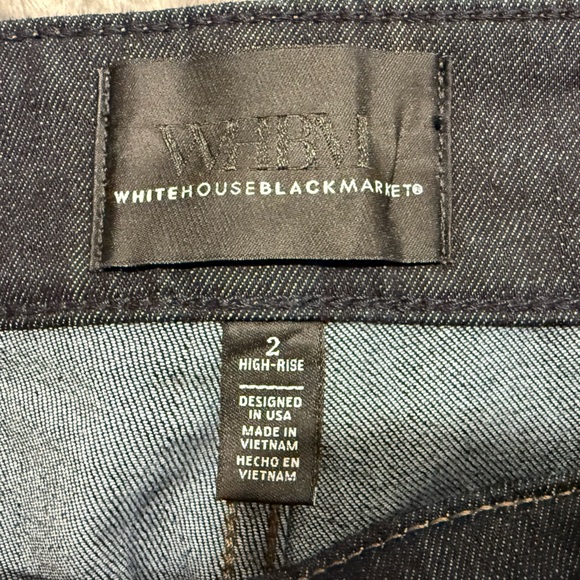 WHBM
WHITEHOUSEBLACKMARKET®
2
HIGH-RISE
DESIGNED
IN USA
MADE IN
VIETNAM
HECHO EN
VIETNAM